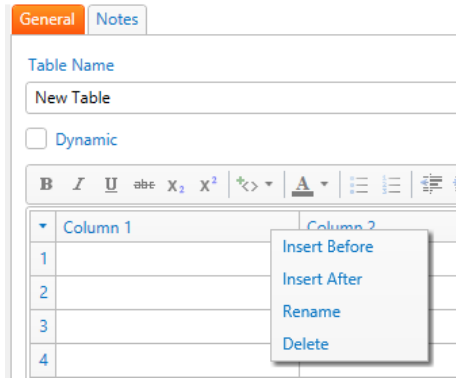 General Notes
Table Name
New Table
Dynamic
B I U abc X₂ X² A
Column 1 Column 2
Insert Before
1
Insert After
2
Rename
3
Delete
4